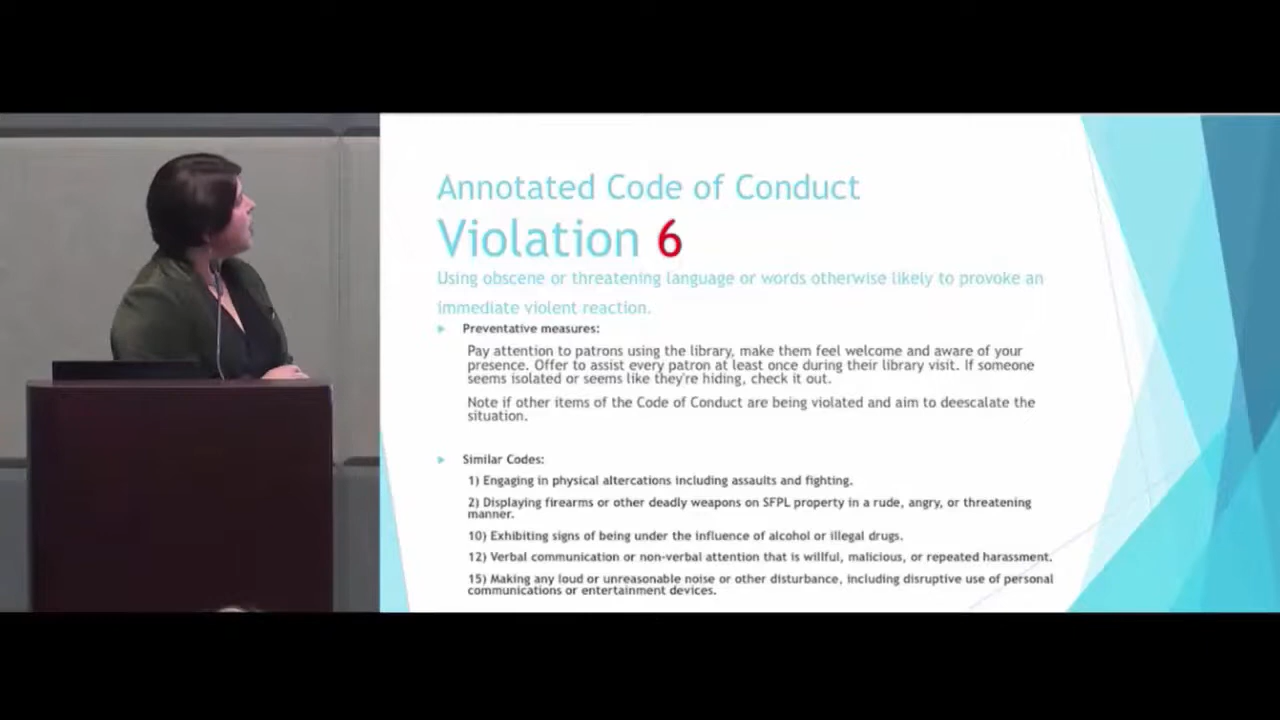 Annotated Code of Conduct
Violation 6
Using obscene or threatening language or words otherwise likely to provoke an
immediate violent reaction.
Preventative measures:
Pay attention to patrons using the library, make them feel welcome and aware of your
presence. Offer to assist every patron at least once during their library visit. If someone
seems isolated or seems like they're hiding, check it out.
Note if other items of the Code of Conduct are being violated and aim to deescalate the
situation.
Similar Codes:
1) Engaging in physical altercations including assaults and fighting.
2) Displaying firearms or other deadly weapons on SFPL property in a rude, angry, or threatening
manner.
10) Exhibiting signs of being under the influence of alcohol or illegal drugs.
12) Verbal communication or non-verbal attention that is willful, malicious, or repeated harassment.
15) Making any loud or unreasonable noise or other disturbance, including disruptive use of personal
communications or entertainment devices.